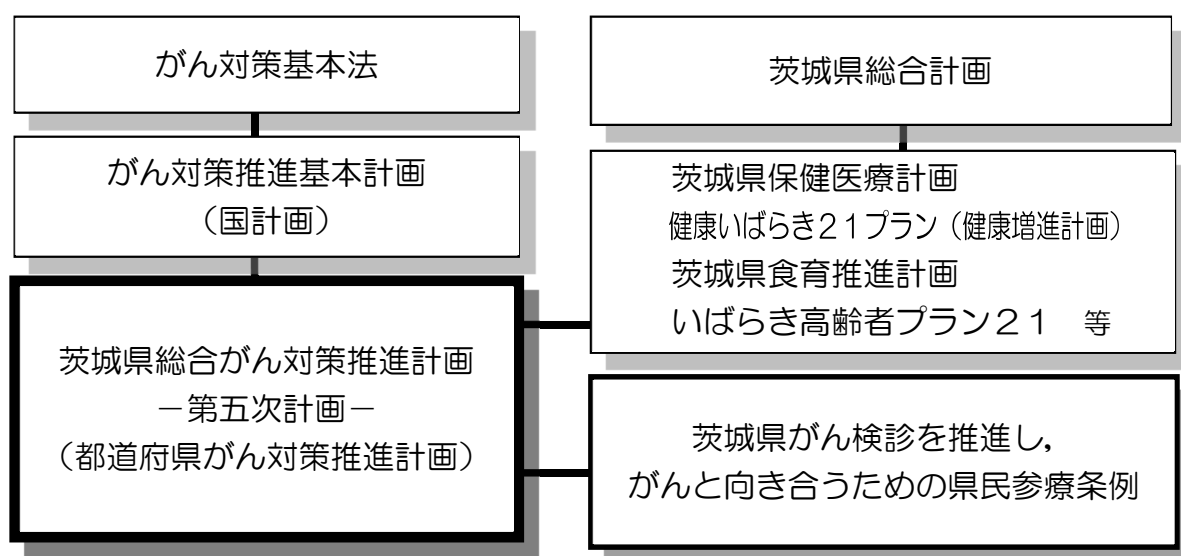 がん対策基本法
がん対策推進基本計画
（国計画）
茨城県総合がん対策推進計画
－第五次計画－
（都道府県がん対策推進計画）
茨城県総合計画
茨城県保健医療計画
健康いばらき２１プラン（健康増進計画）
茨城県食育推進計画
いばらき高齢者プラン２１　等
茨城県がん検診を推進し，
がんと向き合うための県民参療条例